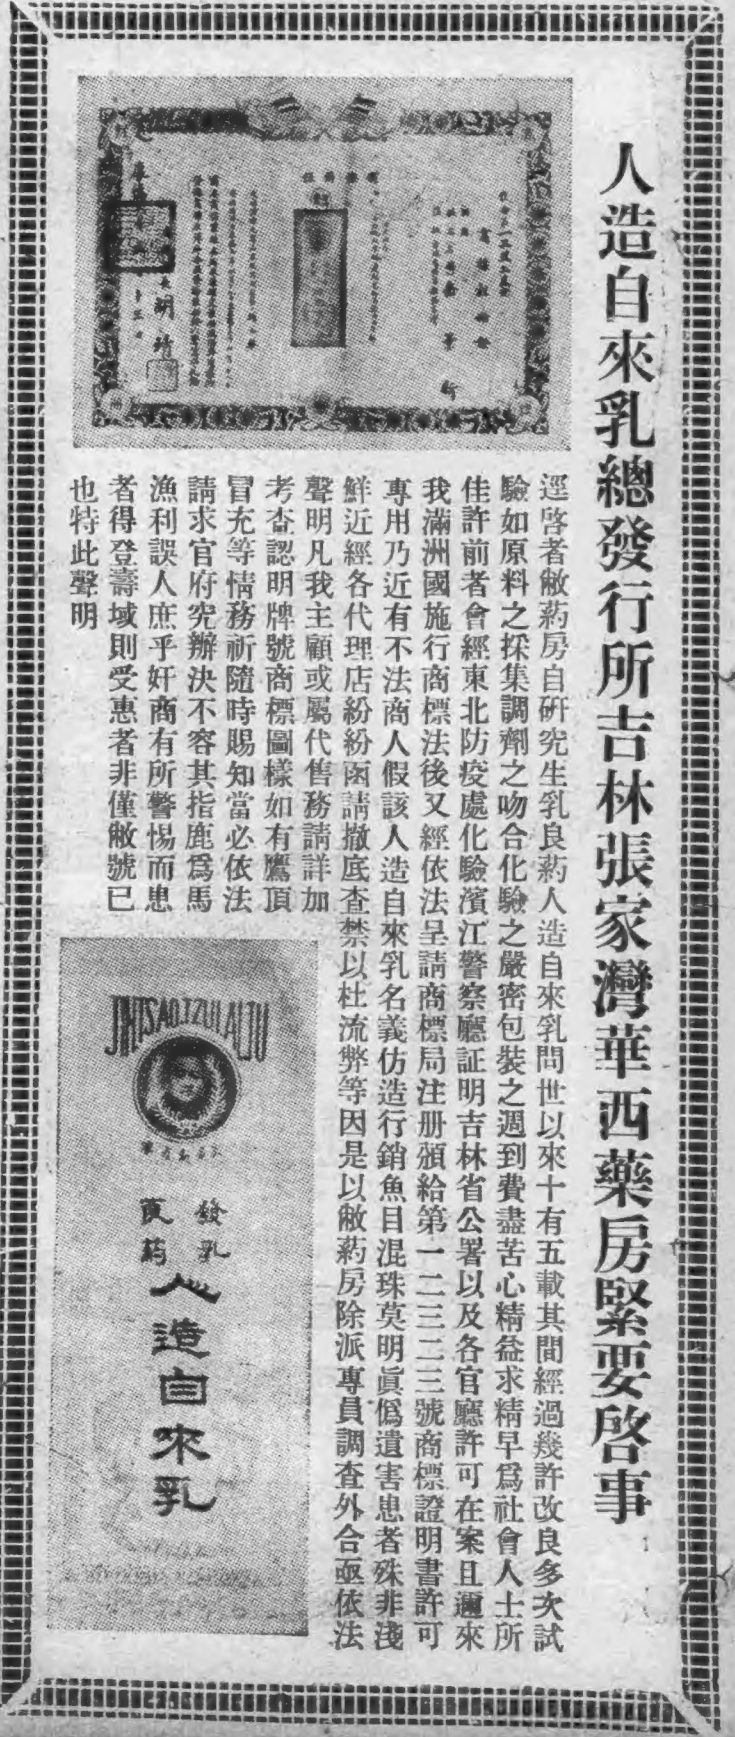 人造自來乳總發行所吉林張家灣華西藥房緊要啓事
逕啓者敝葯房自硏究生乳良葯人造自來乳問世以來十有五載其間經過幾許改良多次試
驗如原料之採集調劑之吻合化驗之嚴密包裝之週到費盡苦心精益求精早爲社會人士所
佳許前者會經東北防疫處化驗濱江警察廳証明吉林省公署以及各官廳許可在案且邇來
我滿洲國施行商標法後又經依法呈請商標局注册頒給第一二三二三號商標證明書許可
專用乃近有不法商人假該人造自來乳名義仿造行銷魚目混珠莫明眞僞遺害患者殊非淺
鮮近經各代理店紛紛函請撤底查禁以杜流弊等因是以敝葯房除派專員調查外合亟依法
聲明凡我主顧或屬代售務請詳加
考查認明牌號商標圖樣如有鷹頂
冒充等情務祈隨時賜知當必依法
請求官府究辦決不容其指鹿爲馬
漁利誤人庶乎奸商有所警惕而患
者得登壽域則受惠者非僅敝號已
也特此聲明
JINTSAO.TZULAIJU
發乳
良葯
人造自來乳